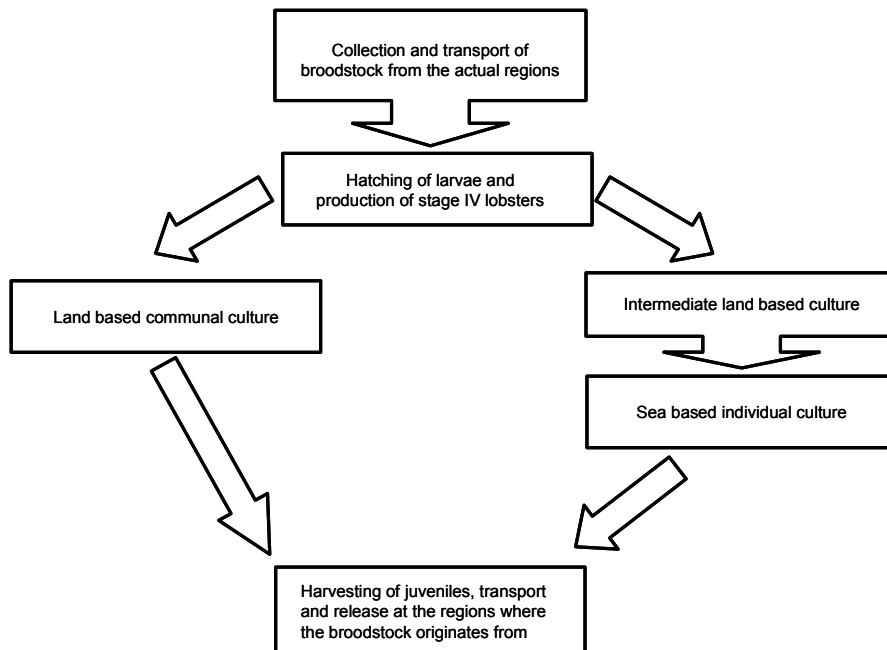 Collection and transport of
broodstock from the actual regions
Hatching of larvae and
production of stage IV lobsters
Land based communal culture
Intermediate land based culture
Sea based individual culture
Harvesting of juveniles, transport
and release at the regions where
the broodstock originates from